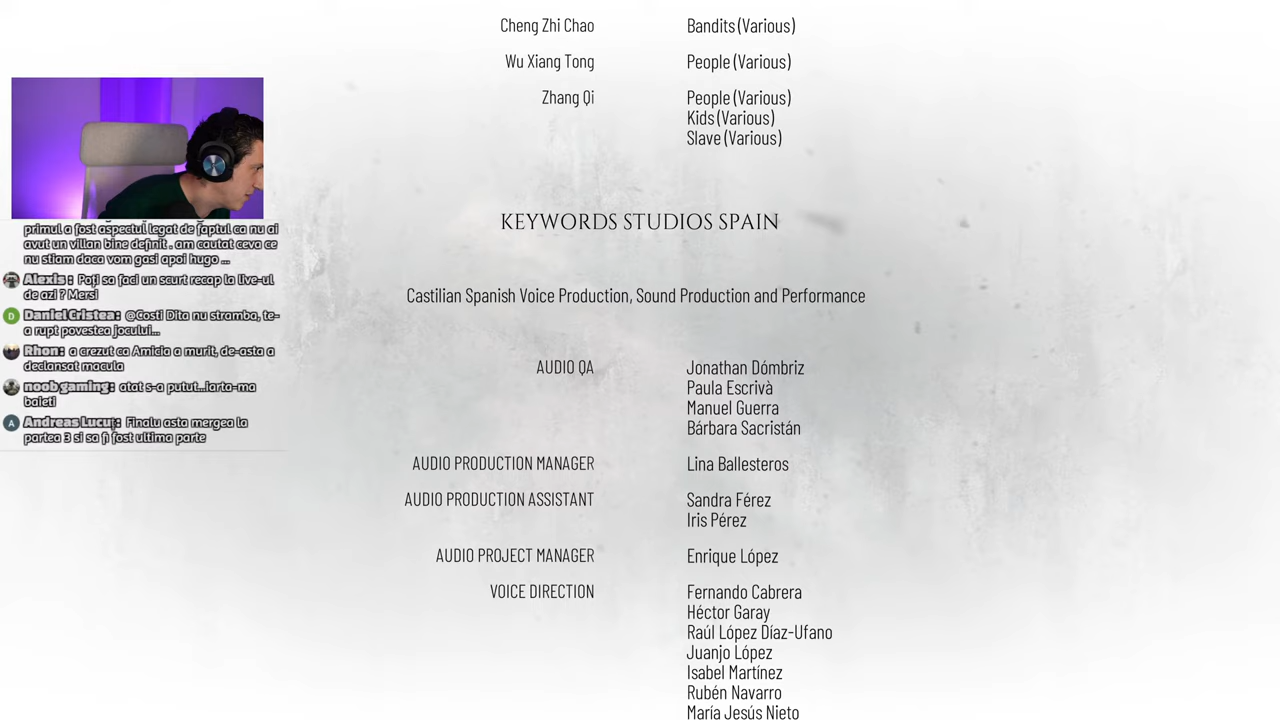 Cheng Zhi Chao Bandits (Various)
Wu Xiang Tong People (Various)
Zhang Qi People (Various)
Kids (Various)
Slave (Various)
KEYWORDS STUDIOS SPAIN
Castilian Spanish Voice Production, Sound Production and Performance
AUDIO QA Jonathan Dómbriz
Paula Escrivà
Manuel Guerra
Bárbara Sacristán
AUDIO PRODUCTION MANAGER Lina Ballesteros
AUDIO PRODUCTION ASSISTANT Sandra Férez
Iris Pérez
AUDIO PROJECT MANAGER Enrique López
VOICE DIRECTION Fernando Cabrera
Héctor Garay
Raúl López Díaz-Ufano
Juanjo López
Isabel Martínez
Rubén Navarro
María Jesús Nieto
primul a fost aspectul legat de faptul ca nu ai
avut un villan bine definit . am cautat ceva ce
nu stiam daca vom gasi apoi hugo ...
Alexis : Poți sa faci un scurt recap la live-ul
de azi ? Mersi
D Daniel Cristea: @Costi Dita nu stramba, te-
a rupt povestea jocului...
Rhon: a crezut ca Amicia a murit, de-asta a
declansat macula
noob gaming: atat s-a putut...iarta-ma
baieti
A Andreas Lucuț: Finalu asta mergea la
partea 3 si sa fi fost ultima parte